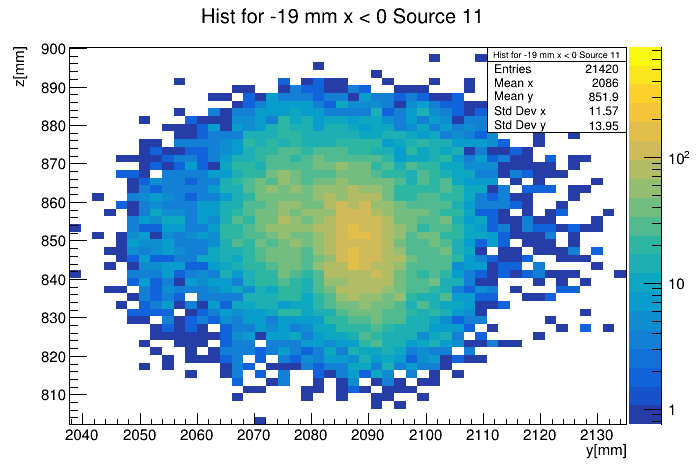 Hist for -19 mm x < 0 Source 11
z[mm]
900
890
880
870
860
850
840
830
820
810
Hist for -19 mm x < 0 Source 11
Entries 21420
Mean x 2086
Mean y 851.9
Std Dev x 11.57
Std Dev y 13.95
10²
10
1
2040 2050 2060 2070 2080 2090 2100 2110 2120 2130
y[mm]